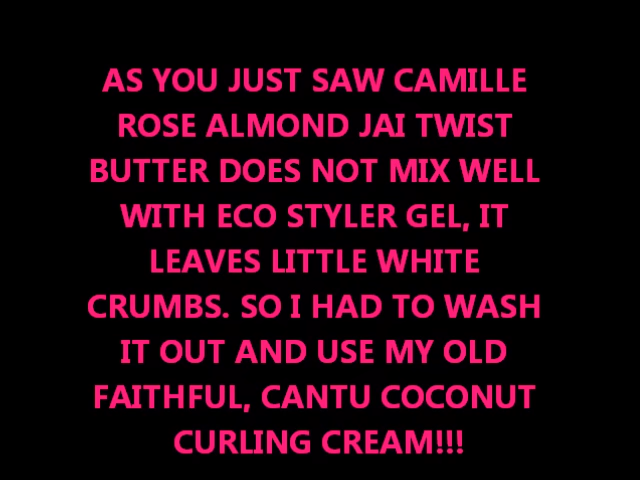 AS YOU JUST SAW CAMILLE
ROSE ALMOND JAI TWIST
BUTTER DOES NOT MIX WELL
WITH ECO STYLER GEL, IT
LEAVES LITTLE WHITE
CRUMBS. SO I HAD TO WASH
IT OUT AND USE MY OLD
FAITHFUL, CANTU COCONUT
CURLING CREAM!!!